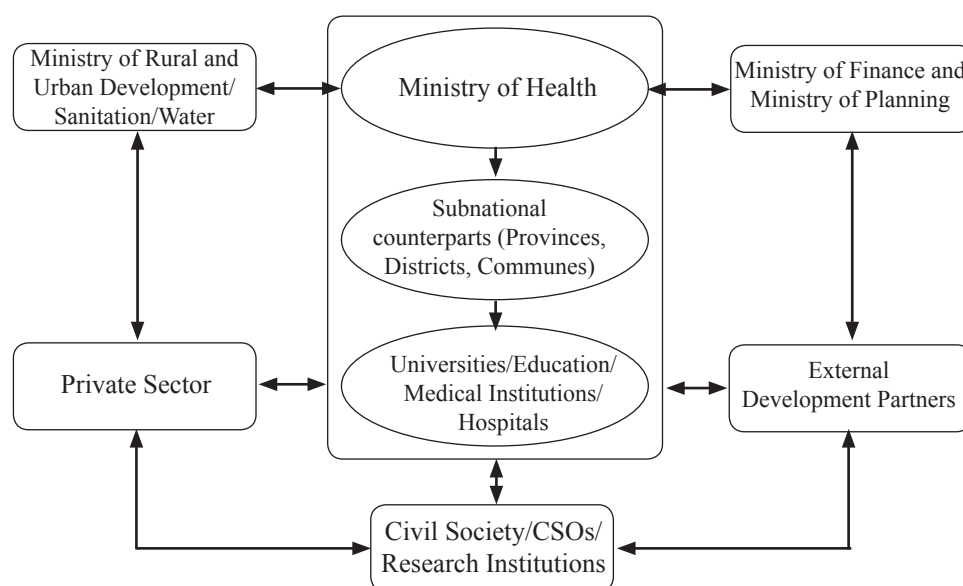 Ministry of Rural and
Urban Development/
Sanitation/Water
Ministry of Health
Ministry of Finance and
Ministry of Planning
Subnational
counterparts (Provinces,
Districts, Communes)
Private Sector
Universities/Education/
Medical Institutions/
Hospitals
External
Development Partners
Civil Society/CSOs/
Research Institutions